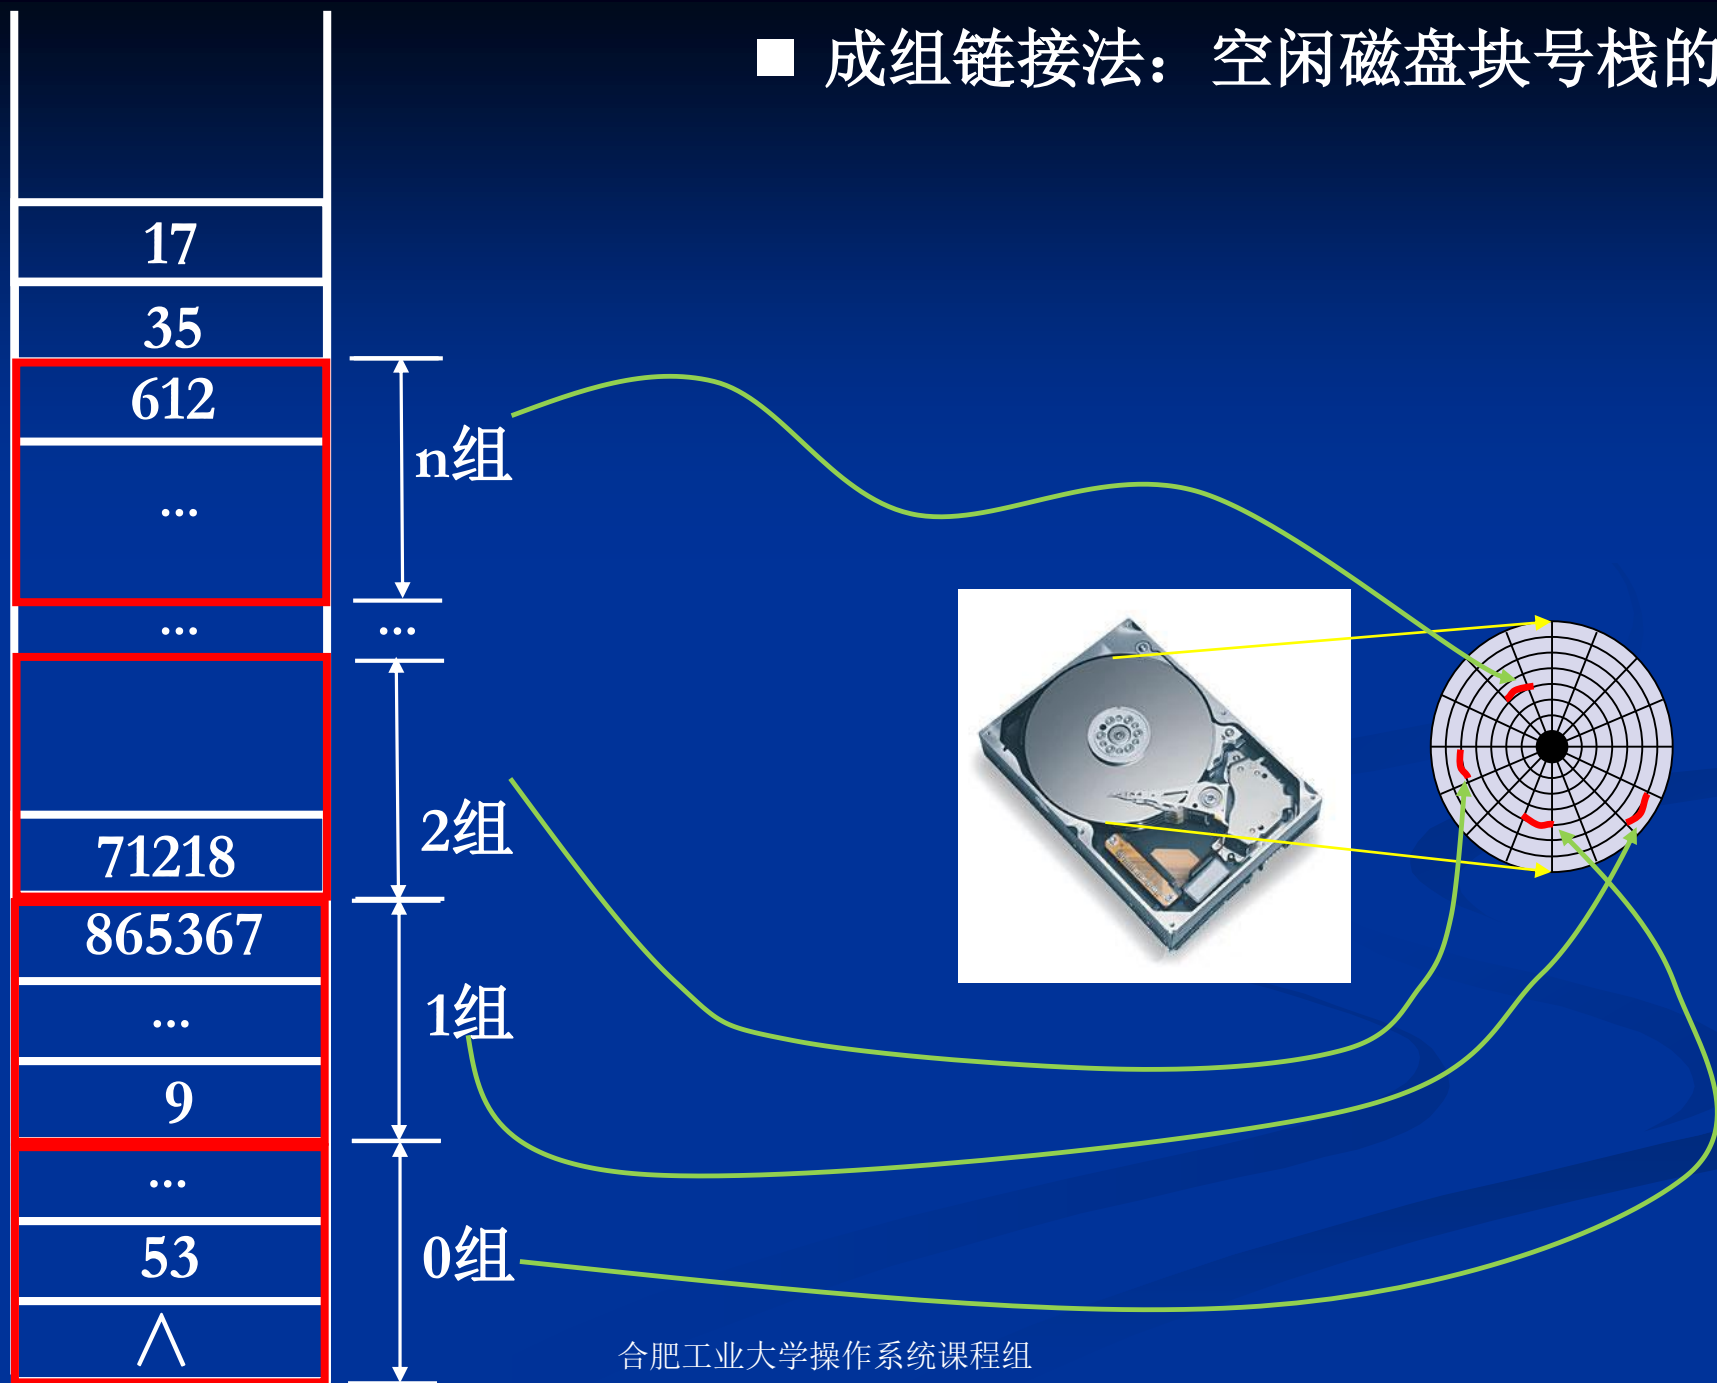 ■ 成组链接法：空闲磁盘块号栈的
17
35
612
n组
...
...
...
71218
2组
865367
...
1组
9
...
53
0组
∧
合肥工业大学操作系统课程组